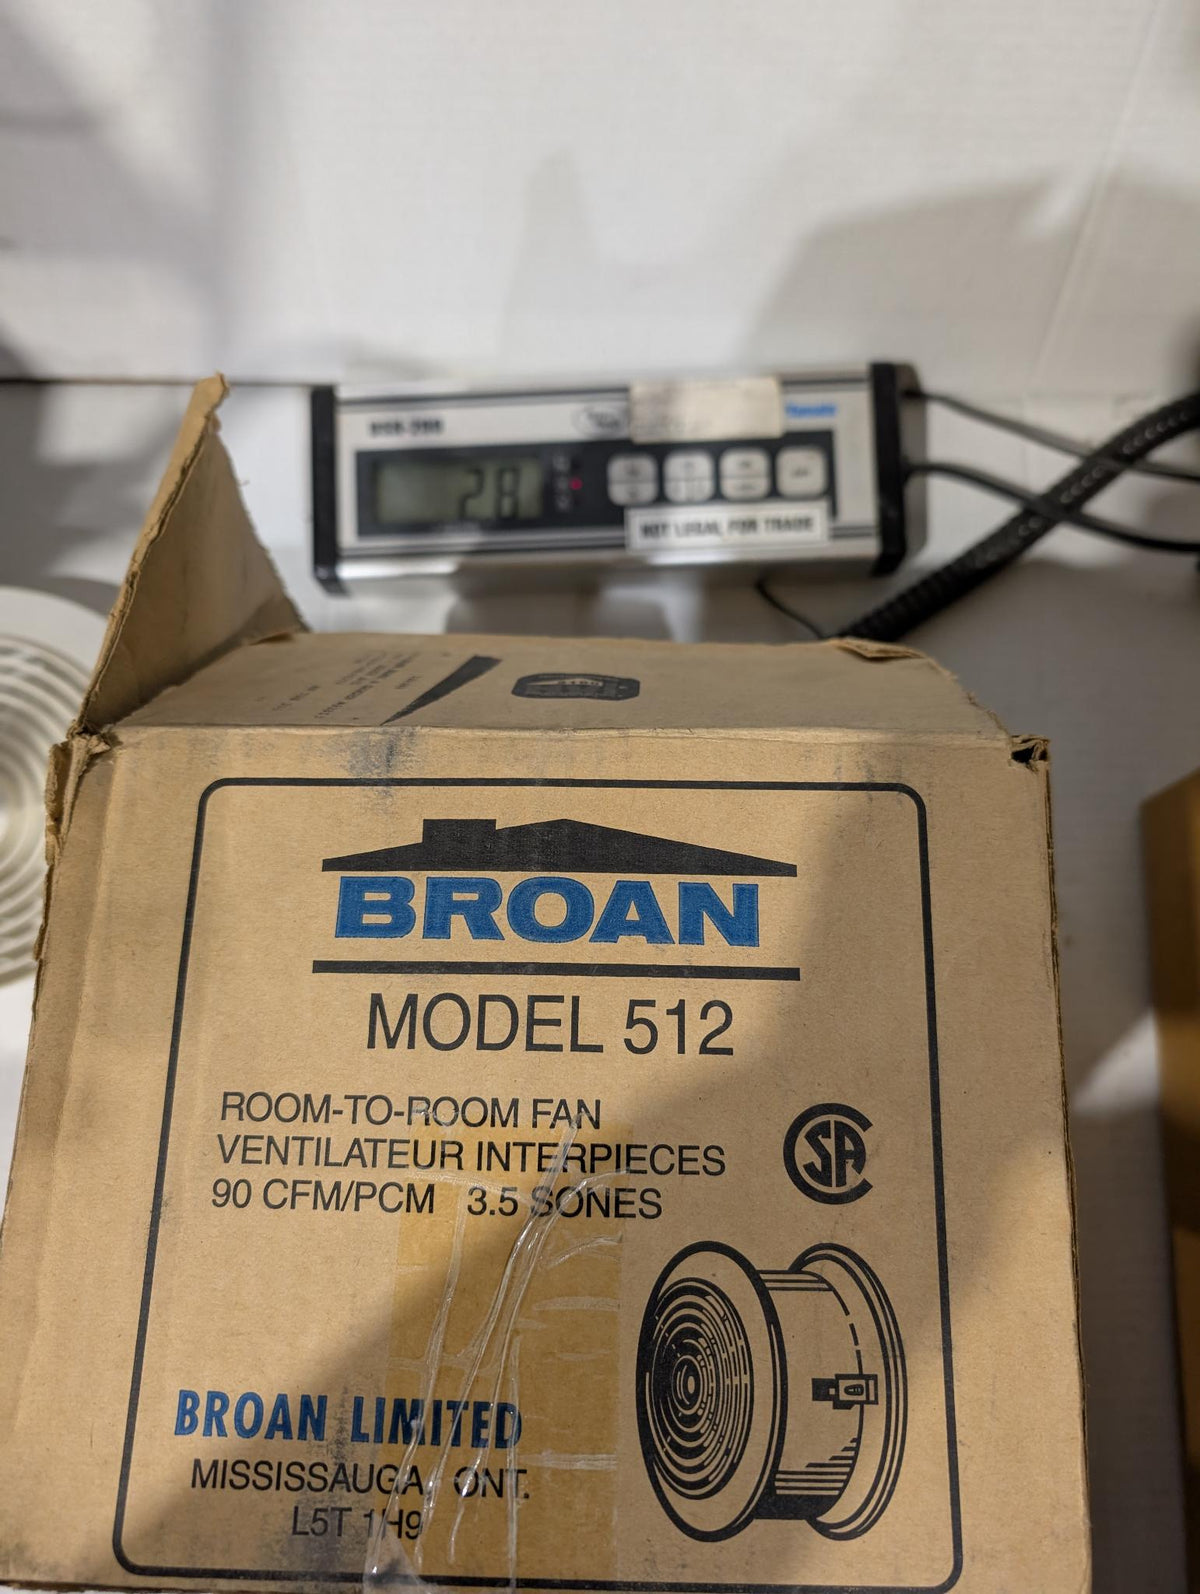 28
NOT LEGAL FOR TRADE
BROAN
MODEL 512
ROOM-TO-ROOM FAN
VENTILATEUR INTERPIECES
90 CFM/PCM 3.5 SONES
BROAN LIMITED
MISSISSAUGA, ONT.
L5T 1H9